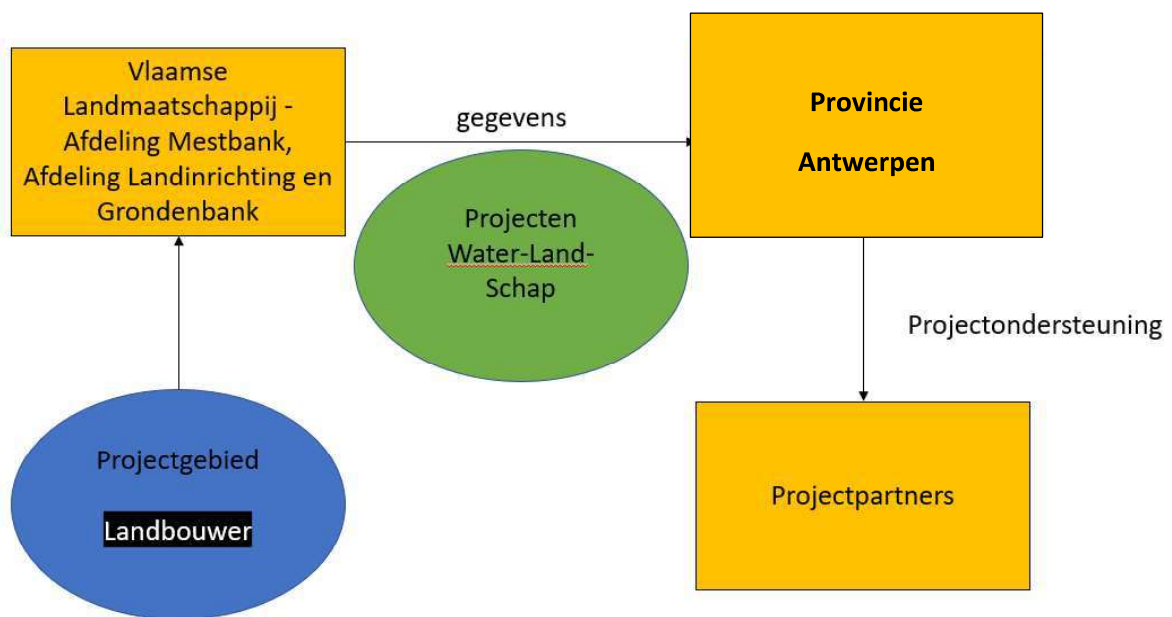 Vlaamse
Landmaatschappij -
Afdeling Mestbank,
Afdeling Landinrichting en
Grondenbank
gegevens
Provincie
Antwerpen
Projecten
Water-Land-
Schap
Projectondersteuning
Projectgebied
Landbouwer
Projectpartners